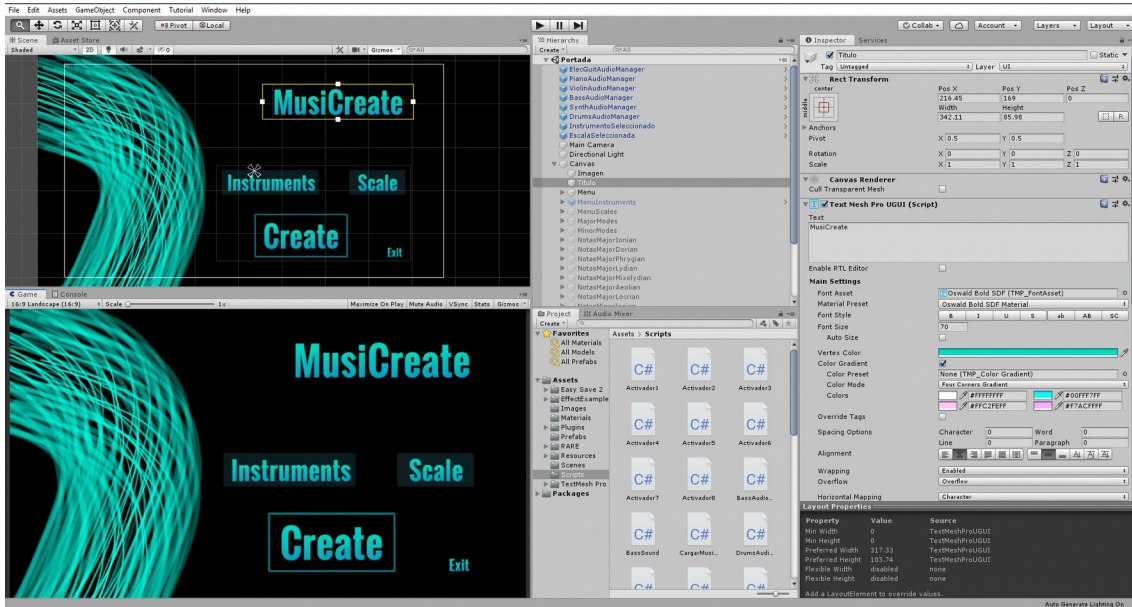 File Edit Assets GameObject Component Tutorial Window Help
Pivot Local Collab Account Layers Layout
Scene Asset Store
Shaded 2D Gizmos All
MusiCreate
Instruments Scale
Create
Exit
Game Console
16:9 Landscape (16:9) Scale 1x Maximize On Play Mute Audio VSync Stats Gizmos
MusiCreate
Instruments Scale
Create
Exit
Hierarchy
Create All
Portada
ElecGuitAudioManager
PianoAudioManager
ViolinAudioManager
BassAudioManager
SynthAudioManager
DrumsAudioManager
InstrumentoSeleccionado
EscalaSeleccionada
Main Camera
Directional Light
Canvas
Imagen
Titulo
Menu
MenuInstruments
MenuScales
MajorModes
MinorModes
NotasMajorIonian
NotasMajorDorian
NotasMajorPhrygian
NotasMajorLydian
NotasMajorMixolydian
NotasMajorAeolian
NotasMajorLocrian
Project Audio Mixer
Create
Favorites
All Materials
All Models
All Prefabs
Assets
Easy Save 2
EffectExample
Images
Materials
Plugins
Prefabs
RARE
Resources
Scenes
Scripts
TextMesh Pro
Packages
Assets > Scripts
C# C# C#
Activador1 Activador2 Activador3
C# C# C#
Activador4 Activador5 Activador6
C# C# C#
Activador7 Activador8 BassAudio...
C# C# C#
BassSound CargarMusi... DrumsAudi...
C# C# C#
Inspector Services
Titulo Static
Tag Untagged Layer UI
Rect Transform
center Pos X Pos Y Pos Z
middle 216.45 169 0
Width Height
342.11 85.98 R
Anchors
Pivot X 0.5 Y 0.5
Rotation X 0 Y 0 Z 0
Scale X 1 Y 1 Z 1
Canvas Renderer
Cull Transparent Mesh
Text Mesh Pro UGUI (Script)
Text
MusiCreate
Enable RTL Editor
Main Settings
Font Asset Oswald Bold SDF (TMP_FontAsset)
Material Preset Oswald Bold SDF Material
Font Style B I U S ab AB SC
Font Size 70
Auto Size
Vertex Color
Color Gradient
Color Preset None (TMP_Color Gradient)
Color Mode Four Corners Gradient
Colors #FFFFFFFF #00FFF7FF
#FFC2FEFF #F7ACFFFF
Override Tags
Spacing Options Character 0 Word 0
Line 0 Paragraph 0
Alignment
Wrapping Enabled
Overflow Overflow
Horizontal Mapping Character
Layout Properties
Property Value Source
Min Width 0 TextMeshProUGUI
Min Height 0 TextMeshProUGUI
Preferred Width 317.33 TextMeshProUGUI
Preferred Height 103.74 TextMeshProUGUI
Flexible Width disabled none
Flexible Height disabled none
Add a LayoutElement to override values.
Auto Generate Lighting On